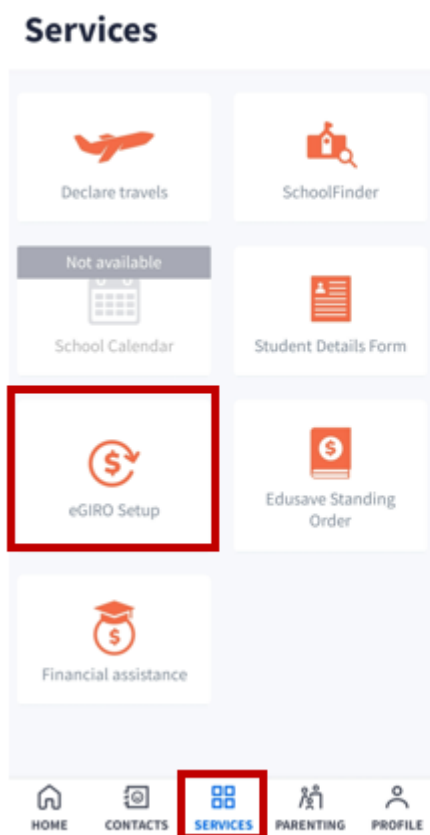 Services
Declare travels
SchoolFinder
Not available
School Calendar
Student Details Form
$
eGIRO Setup
$
Edusave Standing
Order
$
Financial assistance
HOME
CONTACTS
SERVICES
PARENTING
PROFILE